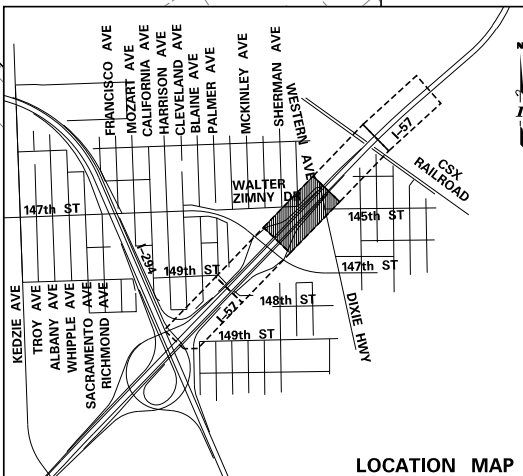 FRANCISCO AVE
MOZART AVE
CALIFORNIA AVE
HARRISON AVE
CLEVELAND AVE
BLAINE AVE
PALMER AVE
MCKINLEY AVE
SHERMAN AVE
WESTERN AVE
N
I-57
CSX
RAILROAD
WALTER
ZIMNY DR
147th ST
145th ST
I-294
149th ST
147th ST
I-57
148th ST
149th ST
DIXIE HWY
KEDZIE AVE
TROY AVE
ALBANY AVE
WHIPPLE AVE
SACRAMENTO AVE
RICHMOND AVE
LOCATION MAP